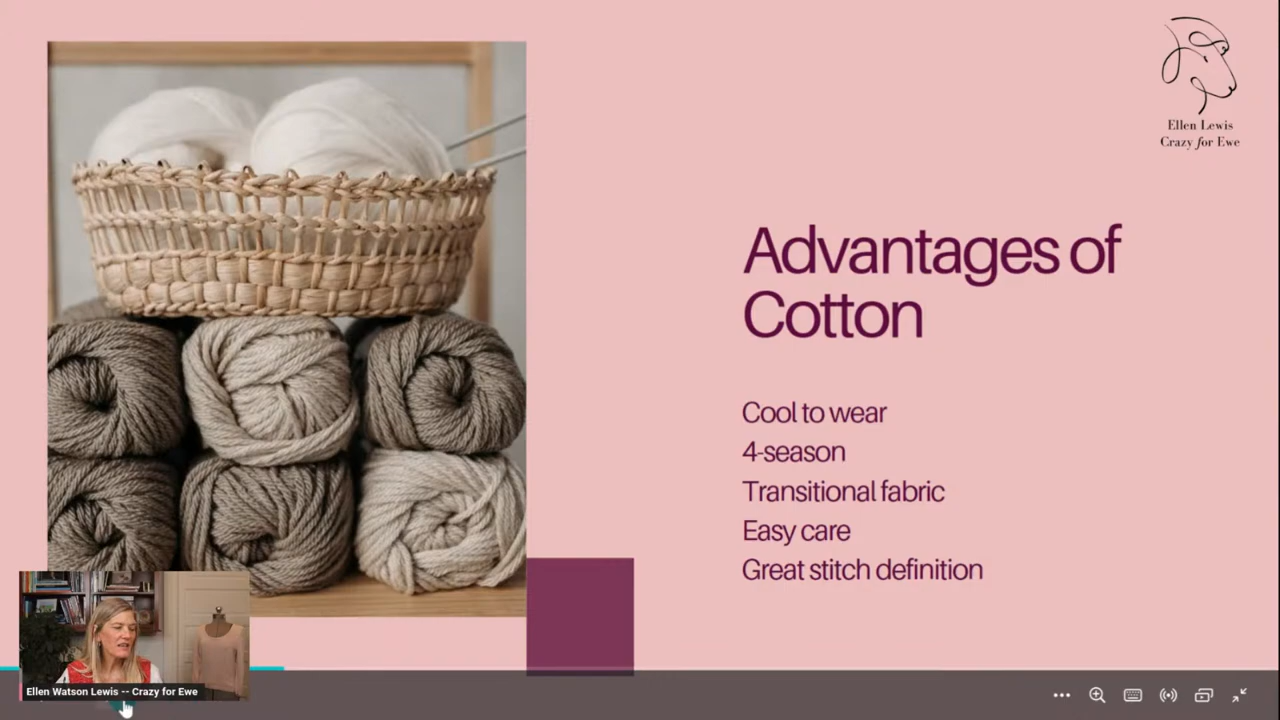 Ellen Lewis
Crazy for Ewe
Advantages of
Cotton
Cool to wear
4-season
Transitional fabric
Easy care
Great stitch definition
Ellen Watson Lewis -- Crazy for Ewe